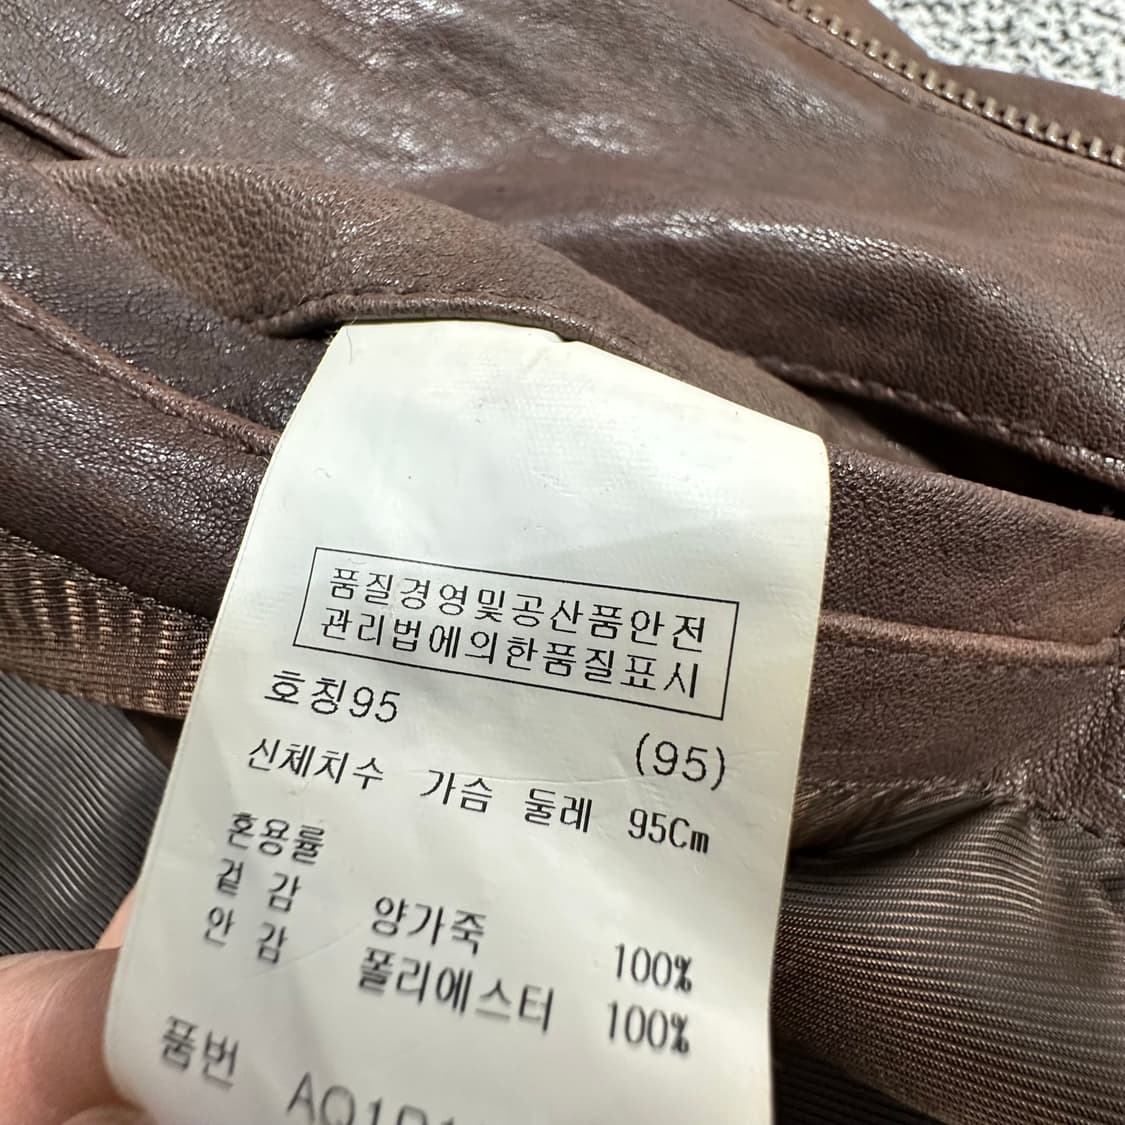 품질경영및공산품안전
관리법에의한품질표시
호칭95 (95)
신체치수 가슴 둘레 95Cm
혼용률
겉 감 양가죽 100%
안 감 폴리에스터 100%
품번